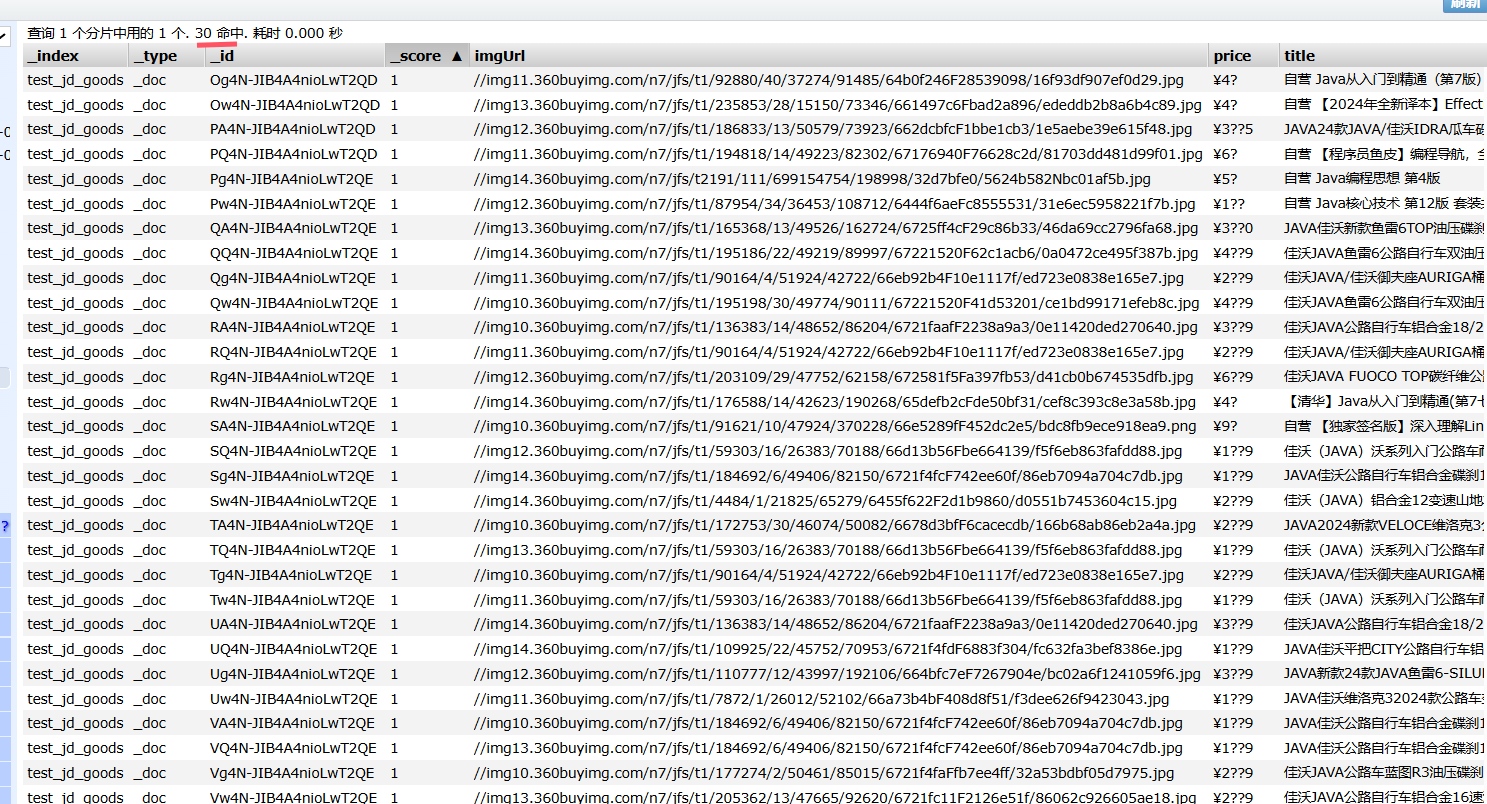 刷新
查询 1 个分片中用的 1 个. 30 命中. 耗时 0.000 秒
_index _type _id _score ▲ imgUrl price title
test_jd_goods _doc Og4N-JIB4A4nioLwT2QD 1 //img11.360buyimg.com/n7/jfs/t1/92880/40/37274/91485/64b0f246F28539098/16f93df907ef0d29.jpg ¥4? 自营 Java从入门到精通（第7版）
test_jd_goods _doc Ow4N-JIB4A4nioLwT2QD 1 //img13.360buyimg.com/n7/jfs/t1/235853/28/15150/73346/661497c6Fbad2a896/ededdb2b8a6b4c89.jpg ¥4? 自营 【2024年全新译本】Effect
test_jd_goods _doc PA4N-JIB4A4nioLwT2QD 1 //img12.360buyimg.com/n7/jfs/t1/186833/13/50579/73923/662dcbfcF1bbe1cb3/1e5aebe39e615f48.jpg ¥3??5 JAVA24款JAVA/佳沃IDRA瓜车碟
test_jd_goods _doc PQ4N-JIB4A4nioLwT2QD 1 //img10.360buyimg.com/n7/jfs/t1/194818/14/49223/82302/67176940F76628c2d/81703dd481d99f01.jpg ¥6? 自营 【程序员鱼皮】编程导航，全
test_jd_goods _doc Pg4N-JIB4A4nioLwT2QE 1 //img14.360buyimg.com/n7/jfs/t2191/111/699154754/198998/32d7bfe0/5624b582Nbc01af5b.jpg ¥5? 自营 Java编程思想 第4版
test_jd_goods _doc Pw4N-JIB4A4nioLwT2QE 1 //img12.360buyimg.com/n7/jfs/t1/87954/34/36453/108712/6444f6aeFc8555531/31e6ec5958221f7b.jpg ¥1?? 自营 Java核心技术 第12版 套装
test_jd_goods _doc QA4N-JIB4A4nioLwT2QE 1 //img13.360buyimg.com/n7/jfs/t1/165368/13/49526/162724/6725ff4cF29c86b33/46da69cc2796fa68.jpg ¥3??0 JAVA佳沃新款鱼雷6TOP油压碟刹
test_jd_goods _doc QQ4N-JIB4A4nioLwT2QE 1 //img14.360buyimg.com/n7/jfs/t1/195186/22/49219/89997/67221520F62c1acb6/0a0472ce495f387b.jpg ¥4??9 佳沃JAVA鱼雷6公路自行车双油压
test_jd_goods _doc Qg4N-JIB4A4nioLwT2QE 1 //img11.360buyimg.com/n7/jfs/t1/90164/4/51924/42722/66eb92b4F10e1117f/ed723e0838e165e7.jpg ¥2??9 佳沃JAVA/佳沃御夫座AURIGA桶
test_jd_goods _doc Qw4N-JIB4A4nioLwT2QE 1 //img10.360buyimg.com/n7/jfs/t1/195198/30/49774/90111/67221520F41d53201/ce1bd99171efeb8c.jpg ¥4??9 佳沃JAVA鱼雷6公路自行车双油压
test_jd_goods _doc RA4N-JIB4A4nioLwT2QE 1 //img10.360buyimg.com/n7/jfs/t1/136383/14/48652/86204/6721faafF2238a9a3/0e11420ded270640.jpg ¥3??9 佳沃JAVA公路自行车铝合金18/2
test_jd_goods _doc RQ4N-JIB4A4nioLwT2QE 1 //img11.360buyimg.com/n7/jfs/t1/90164/4/51924/42722/66eb92b4F10e1117f/ed723e0838e165e7.jpg ¥2??9 佳沃JAVA/佳沃御夫座AURIGA桶
test_jd_goods _doc Rg4N-JIB4A4nioLwT2QE 1 //img12.360buyimg.com/n7/jfs/t1/203109/29/47752/62158/672581f5Fa397fb53/d41cb0b674535dfb.jpg ¥6??9 佳沃JAVA FUOCO TOP碳纤维公
test_jd_goods _doc Rw4N-JIB4A4nioLwT2QE 1 //img14.360buyimg.com/n7/jfs/t1/176588/14/42623/190268/65defb2cFde50bf31/cef8c393c8e3a58b.jpg ¥4? 【清华】Java从入门到精通(第7
test_jd_goods _doc SA4N-JIB4A4nioLwT2QE 1 //img10.360buyimg.com/n7/jfs/t1/91621/10/47924/370228/66e5289fF452dc2e5/bdc8fb9ece918ea9.png ¥9? 自营 【独家签名版】深入理解Lin
test_jd_goods _doc SQ4N-JIB4A4nioLwT2QE 1 //img12.360buyimg.com/n7/jfs/t1/59303/16/26383/70188/66d13b56Fbe664139/f5f6eb863fafdd88.jpg ¥1??9 佳沃（JAVA）沃系列入门公路车
test_jd_goods _doc Sg4N-JIB4A4nioLwT2QE 1 //img11.360buyimg.com/n7/jfs/t1/184692/6/49406/82150/6721f4fcF742ee60f/86eb7094a704c7db.jpg ¥1??9 JAVA佳沃公路自行车铝合金碟刹1
test_jd_goods _doc Sw4N-JIB4A4nioLwT2QE 1 //img14.360buyimg.com/n7/jfs/t1/4484/1/21825/65279/6455f622F2d1b9860/d0551b7453604c15.jpg ¥2??9 佳沃（JAVA）铝合金12变速山地
test_jd_goods _doc TA4N-JIB4A4nioLwT2QE 1 //img10.360buyimg.com/n7/jfs/t1/172753/30/46074/50082/6678d3bfF6cacecdb/166b68ab86eb2a4a.jpg ¥2??9 JAVA2024新款VELOCE维洛克3
test_jd_goods _doc TQ4N-JIB4A4nioLwT2QE 1 //img13.360buyimg.com/n7/jfs/t1/59303/16/26383/70188/66d13b56Fbe664139/f5f6eb863fafdd88.jpg ¥1??9 佳沃（JAVA）沃系列入门公路车
test_jd_goods _doc Tg4N-JIB4A4nioLwT2QE 1 //img10.360buyimg.com/n7/jfs/t1/90164/4/51924/42722/66eb92b4F10e1117f/ed723e0838e165e7.jpg ¥2??9 佳沃JAVA/佳沃御夫座AURIGA桶
test_jd_goods _doc Tw4N-JIB4A4nioLwT2QE 1 //img11.360buyimg.com/n7/jfs/t1/59303/16/26383/70188/66d13b56Fbe664139/f5f6eb863fafdd88.jpg ¥1??9 佳沃（JAVA）沃系列入门公路车
test_jd_goods _doc UA4N-JIB4A4nioLwT2QE 1 //img14.360buyimg.com/n7/jfs/t1/136383/14/48652/86204/6721faafF2238a9a3/0e11420ded270640.jpg ¥3??9 佳沃JAVA公路自行车铝合金18/2
test_jd_goods _doc UQ4N-JIB4A4nioLwT2QE 1 //img14.360buyimg.com/n7/jfs/t1/109925/22/45752/70953/6721f4fdF6883f304/fc632fa3bef8386e.jpg ¥1??9 JAVA佳沃平把CITY公路自行车铝
test_jd_goods _doc Ug4N-JIB4A4nioLwT2QE 1 //img12.360buyimg.com/n7/jfs/t1/110777/12/43997/192106/664bfc7eF7267904e/bc02a6f1241059f6.jpg ¥3??9 JAVA新款24款JAVA鱼雷6-SILU
test_jd_goods _doc Uw4N-JIB4A4nioLwT2QE 1 //img11.360buyimg.com/n7/jfs/t1/7872/1/26012/52102/66a73b4bF408d8f51/f3dee626f9423043.jpg ¥1??9 JAVA佳沃维洛克32024款公路车
test_jd_goods _doc VA4N-JIB4A4nioLwT2QE 1 //img10.360buyimg.com/n7/jfs/t1/184692/6/49406/82150/6721f4fcF742ee60f/86eb7094a704c7db.jpg ¥1??9 JAVA佳沃公路自行车铝合金碟刹1
test_jd_goods _doc VQ4N-JIB4A4nioLwT2QE 1 //img13.360buyimg.com/n7/jfs/t1/184692/6/49406/82150/6721f4fcF742ee60f/86eb7094a704c7db.jpg ¥1??9 JAVA佳沃公路自行车铝合金碟刹1
test_jd_goods _doc Vg4N-JIB4A4nioLwT2QE 1 //img10.360buyimg.com/n7/jfs/t1/177274/2/50461/85015/6721f4faFfb7ee4ff/32a53bdbf05d7975.jpg ¥2??9 佳沃JAVA公路车蓝图R3油压碟刹
test_jd_goods _doc Vw4N-JIB4A4nioLwT2QE 1 //img13.360buyimg.com/n7/jfs/t1/205362/13/47665/92620/6721fc11F2126e51f/86062c926605ae18.jpg ¥2??9 佳沃JAVA公路自行车铝合金16速